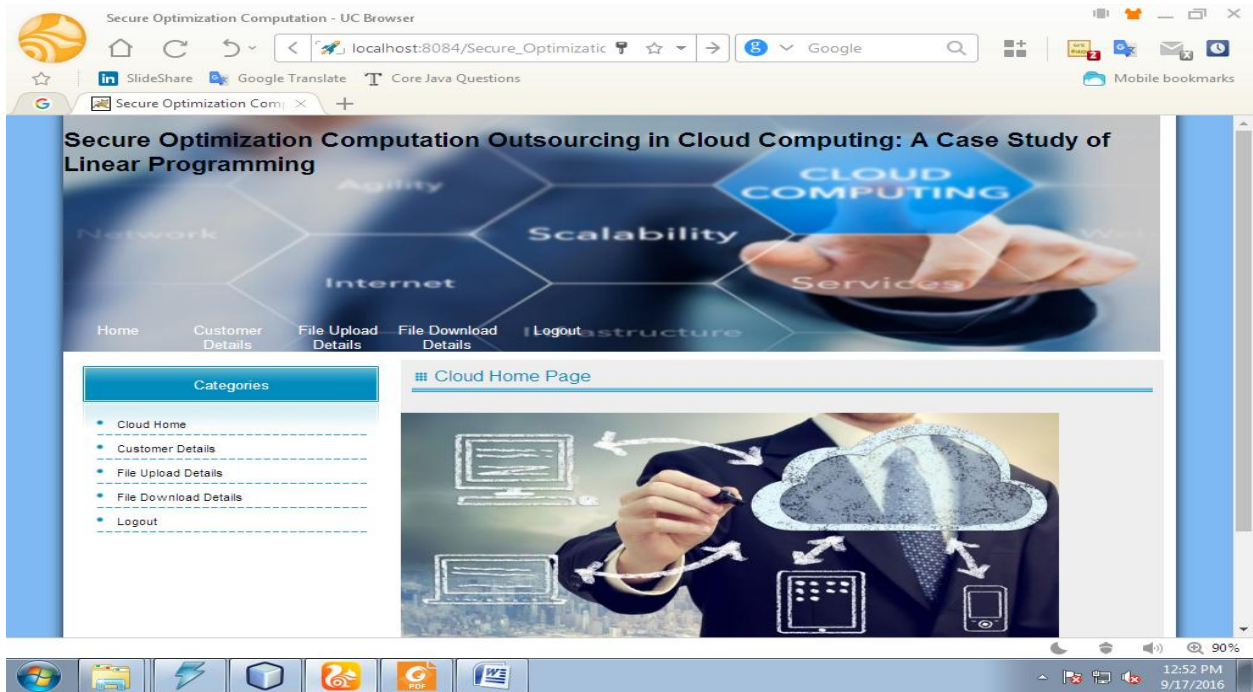 Secure Optimization Computation - UC Browser
localhost:8084/Secure_Optimizatic
Google
SlideShare Google Translate T Core Java Questions
Mobile bookmarks
G Secure Optimization Com
Secure Optimization Computation Outsourcing in Cloud Computing: A Case Study of
Linear Programming
Agility
CLOUD
COMPUTING
Network
Scalability
Internet
Services
Home
Customer
Details
File Upload
Details
File Download
Details
Logout
Categories
Cloud Home Page
Cloud Home
Customer Details
File Upload Details
File Download Details
Logout
90%
PDF
12:52 PM
9/17/2016